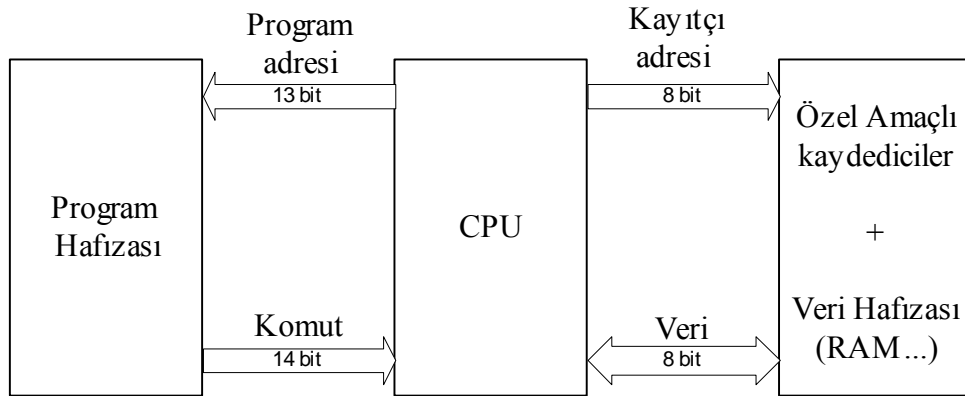 Program
adresi
13 bit
Kayıtçı
adresi
8 bit
Program
Hafızası
CPU
Özel Amaçlı
kaydediciler
+
Veri Hafızası
(RAM...)
Komut
14 bit
Veri
8 bit